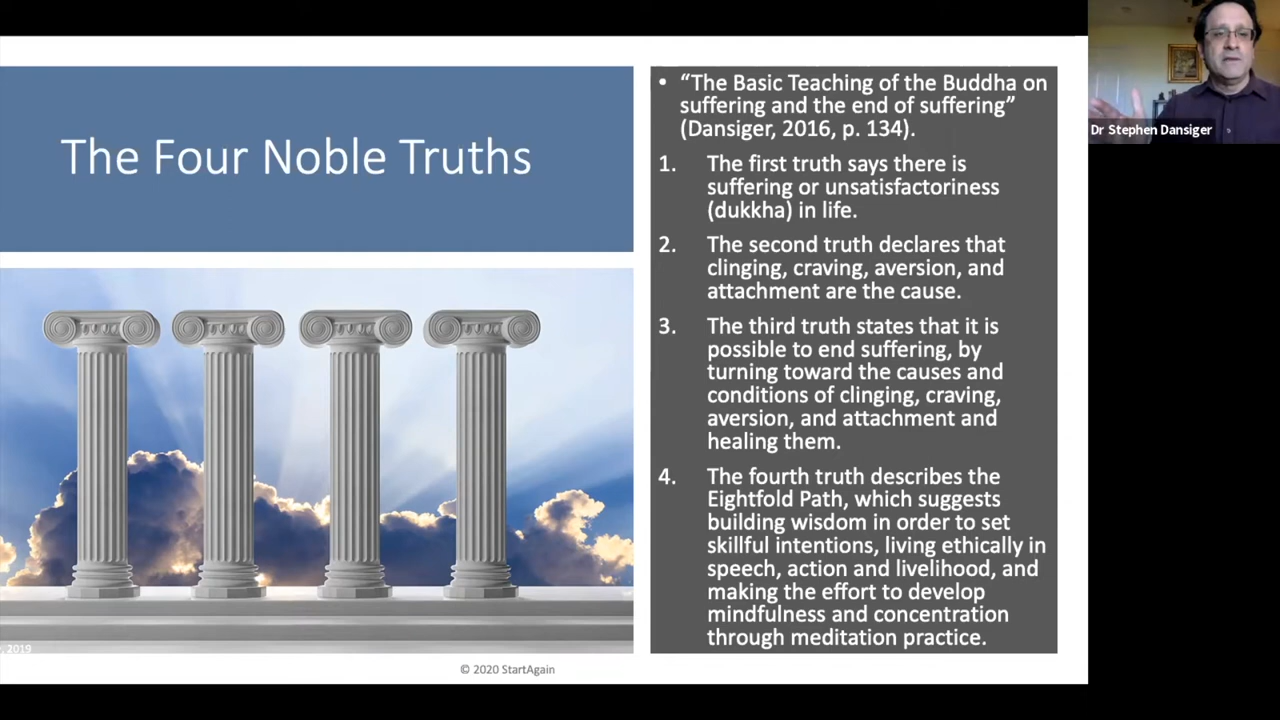 The Four Noble Truths
• “The Basic Teaching of the Buddha on
suffering and the end of suffering”
(Dansiger, 2016, p. 134).
1. The first truth says there is
suffering or unsatisfactoriness
(dukkha) in life.
2. The second truth declares that
clinging, craving, aversion, and
attachment are the cause.
3. The third truth states that it is
possible to end suffering, by
turning toward the causes and
conditions of clinging, craving,
aversion, and attachment and
healing them.
4. The fourth truth describes the
Eightfold Path, which suggests
building wisdom in order to set
skillful intentions, living ethically in
speech, action and livelihood, and
making the effort to develop
mindfulness and concentration
through meditation practice.
, 2019
© 2020 StartAgain
Dr Stephen Dansiger